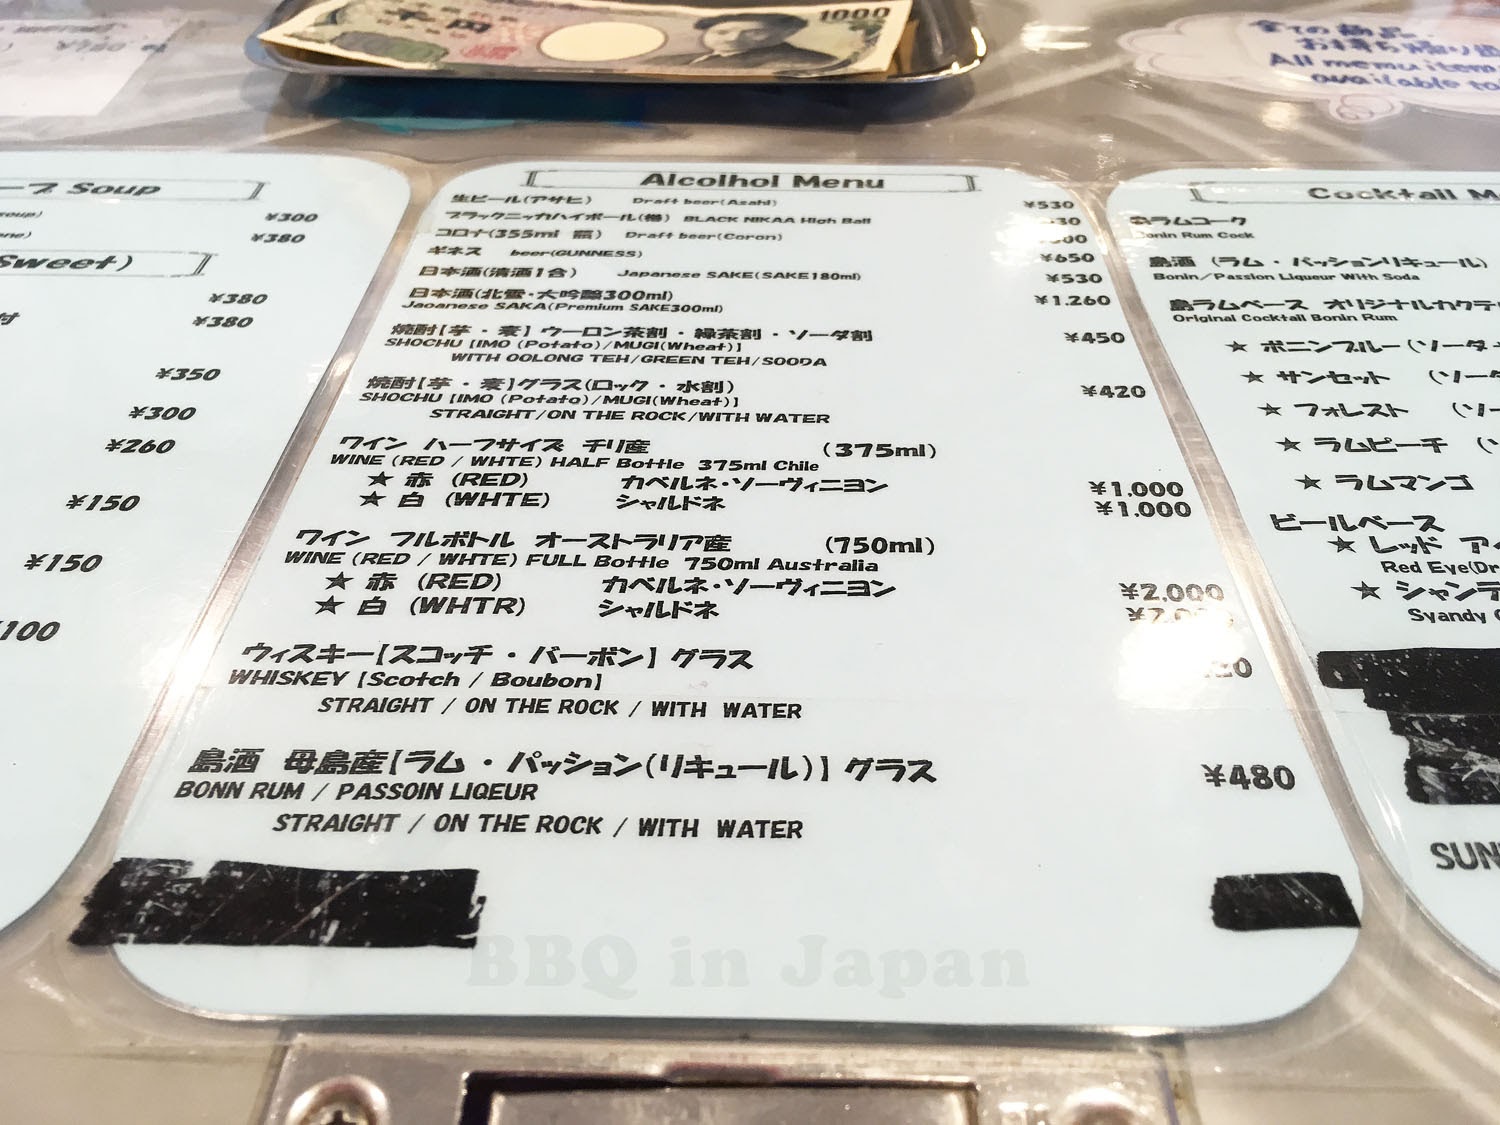 1000
千円
全ての商品
お持ち帰り
All menu item
available to
ープ Soup
soup)
¥300
¥380
Sweet)
¥380
付 ¥380
¥350
¥300
¥260
¥150
¥150
¥100
Alcolhol Menu
生ビール(アサヒ) Draft beer(Asahi) ¥530
ブラックニッカハイボール(樽) BLACK NIKAA High Ball
コロナ(355ml 瓶) Draft beer(Coron)
ギネス beer(GUNNESS) ¥650
日本酒(清酒1合) Japanese SAKE(SAKE180ml) ¥530
日本酒(北雪・大吟醸300ml) ¥1.260
Jaoanese SAKA(Premium SAKE300ml)
焼酎【芋・麦】ウーロン茶割・緑茶割・ソーダ割 ¥450
SHOCHU [IMO (Potato)/MUGI(Wheat)]
WITH OOLONG TEH/GREEN TEH/SOODA
焼酎【芋・麦】グラス(ロック・水割) ¥420
SHOCHU [IMO (Potato)/MUGI(Wheat)]
STRAIGHT/ON THE ROCK/WITH WATER
ワイン ハーフサイズ チリ産 (375ml)
WINE (RED / WHTE) HALF Bottle 375ml Chile
★ 赤 (RED) カベルネ・ソーヴィニヨン ¥1.000
★ 白 (WHTE) シャルドネ ¥1.000
ワイン フルボトル オーストラリア産 (750ml)
WINE (RED / WHTE) FULL Bottle 750ml Australia
★ 赤 (RED) カベルネ・ソーヴィニヨン ¥2,000
★ 白 (WHTR) シャルドネ
ウィスキー【スコッチ・バーボン】グラス
WHISKEY [Scotch / Boubon]
STRAIGHT / ON THE ROCK / WITH WATER
島酒 母島産【ラム・パッション(リキュール)】グラス ¥480
BONN RUM / PASSOIN LIQEUR
STRAIGHT / ON THE ROCK / WITH WATER
Cocktail M
島ラムコーク
Bonin Rum Cock
島酒 (ラム・パッションリキュール)
Bonin/Passion Liqueur With Soda
島ラムベース オリジナルカクテ
Original Cocktail Bonin Rum
★ ボニンブルー(ソーダ
★ サンセット (ソーダ
★ フォレスト (ソー
★ ラムピーチ (ソ
★ ラムマンゴ
ビールベース
★ レッド アイ
Red Eye(Dr
★ シャンデ
Syandy
SUN
BBQ in Japan